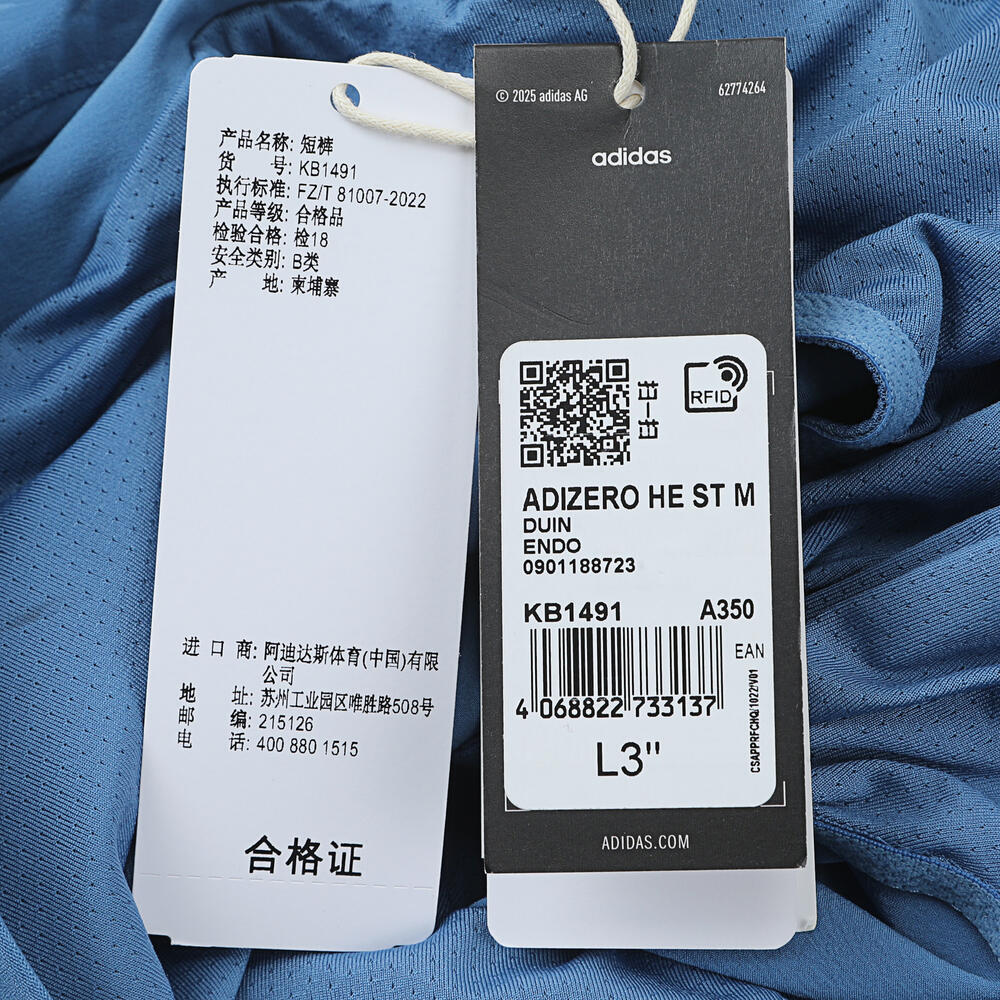 产品名称: 短裤
货 号: KB1491
执行标准: FZ/T 81007-2022
产品等级: 合格品
检验合格: 检18
安全类别: B类
产 地: 柬埔寨
进 口 商: 阿迪达斯体育(中国)有限
公司
地 址: 苏州工业园区唯胜路508号
邮 编: 215126
电 话: 400 880 1515
合格证
© 2025 adidas AG
62774264
adidas
扫一扫
RFID
ADIZERO HE ST M
DUIN
ENDO
0901188723
KB1491 A350
EAN
4 068822 733137
CSAPPRFCHQ/1022/V01
L3"
ADIDAS.COM